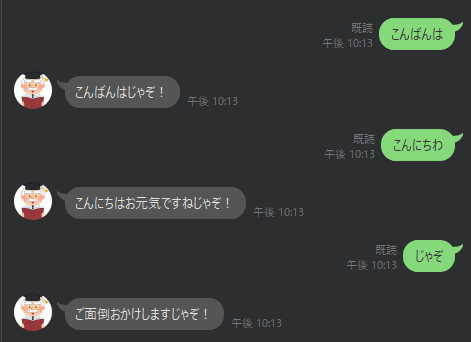 既読
午後 10:13
こんばんは
こんばんはじゃぞ！
午後 10:13
既読
午後 10:13
こんにちわ
こんにちはお元気ですねじゃぞ！
午後 10:13
既読
午後 10:13
じゃぞ
ご面倒おかけしますじゃぞ！
午後 10:13